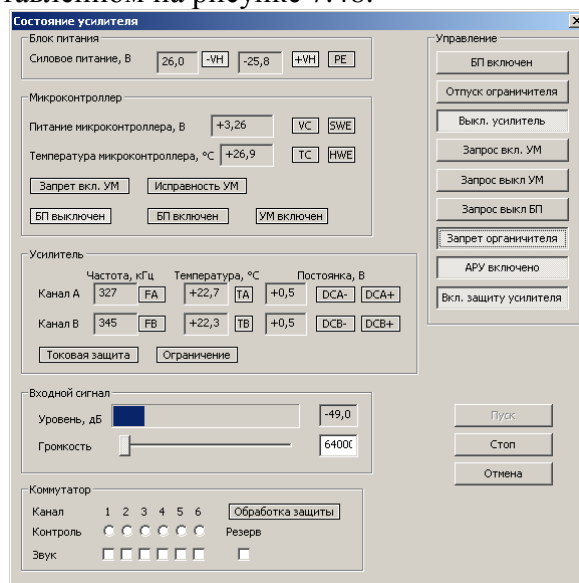 тавленном на рисунке 7.48.
Состояние усилителя
Блок питания
Силовое питание, В 26,0 -VH -25,8 +VH PE
Микроконтроллер
Питание микроконтроллера, В +3,26 VC SWE
Температура микроконтроллера, °C +26,9 TC HWE
Запрет вкл. УМ Исправность УМ
БП выключен БП включен УМ включен
Усилитель
Частота, кГц Температура, °C Постоянка, В
Канал A 327 FA +22,7 TA +0,5 DCA- DCA+
Канал B 345 FB +22,3 TB +0,5 DCB- DCB+
Токовая защита Ограничение
Входной сигнал
Уровень, дБ -49,0
Громкость 64000
Коммутатор
Канал 1 2 3 4 5 6 Обработка защиты
Контроль Резерв
Звук
Управление
БП включен
Отпуск ограничителя
Выкл. усилитель
Запрос вкл. УМ
Запрос выкл УМ
Запрос выкл БП
Запрет органичителя
АРУ включено
Вкл. защиту усилителя
Пуск
Стоп
Отмена